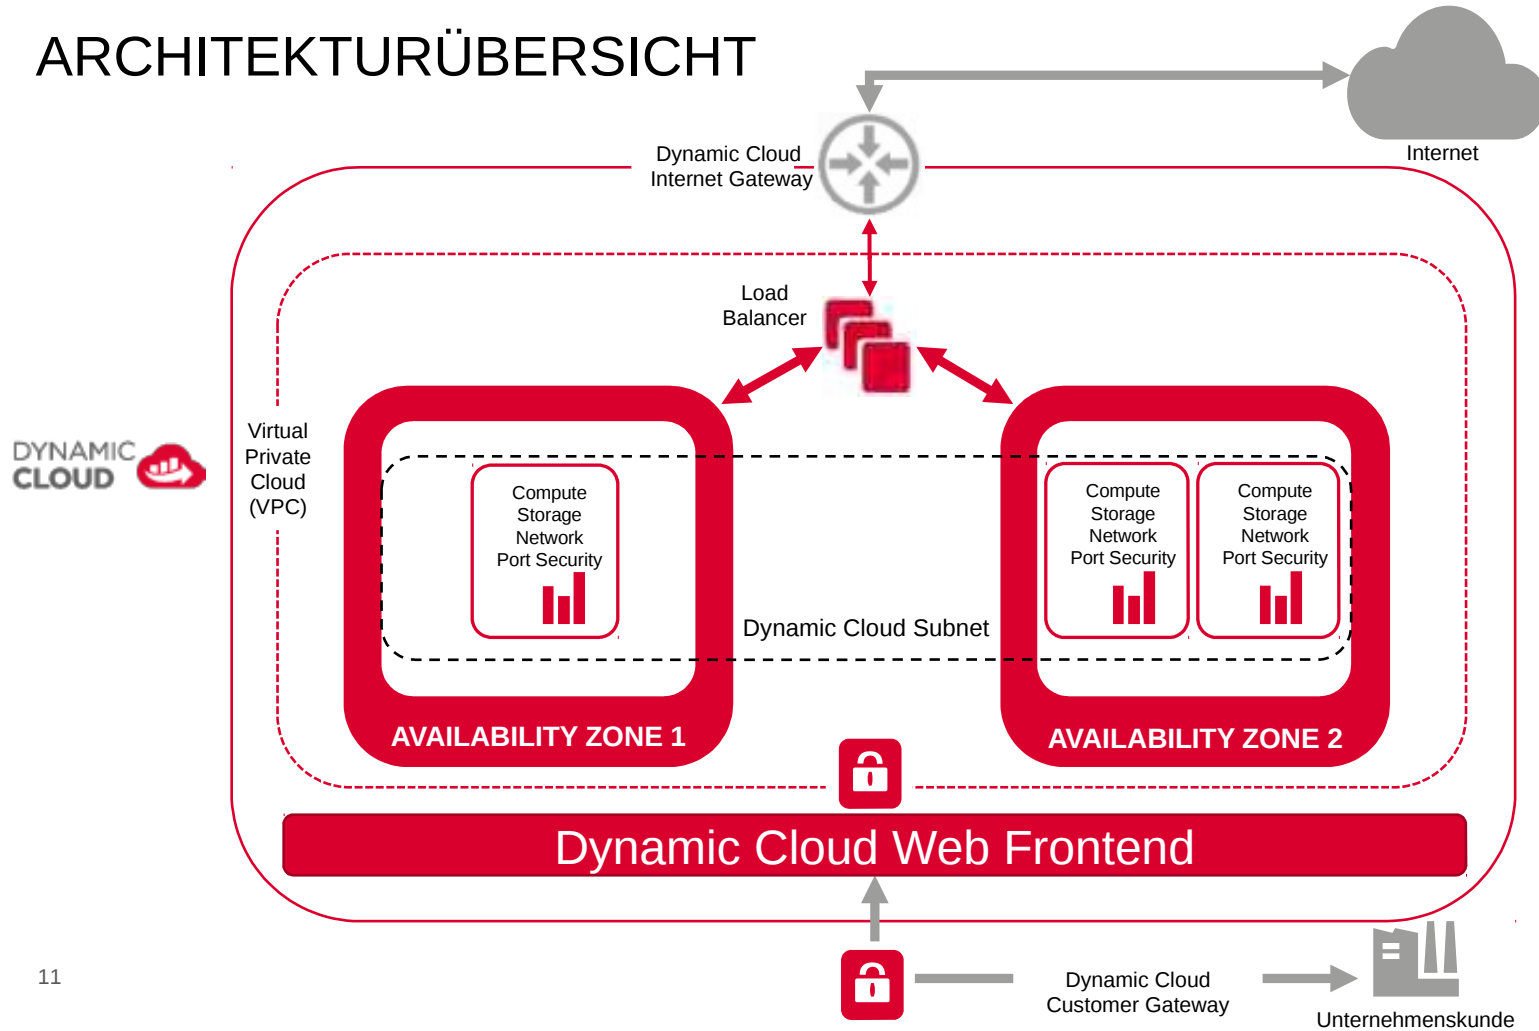 ARCHITEKTURÜBERSICHT
Internet
Dynamic Cloud
Internet Gateway
Load
Balancer
DYNAMIC
CLOUD
Virtual
Private
Cloud
(VPC)
Compute
Storage
Network
Port Security
Compute
Storage
Network
Port Security
Compute
Storage
Network
Port Security
Dynamic Cloud Subnet
AVAILABILITY ZONE 1
AVAILABILITY ZONE 2
Dynamic Cloud Web Frontend
11
Dynamic Cloud
Customer Gateway
Unternehmenskunde